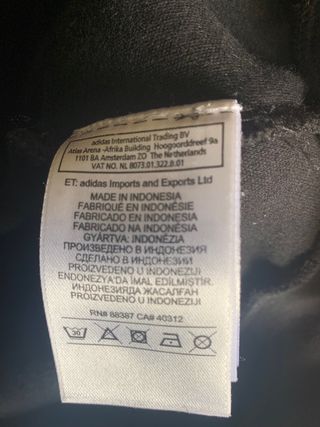 adidas International Trading BV
Atlas Arena -Afrika Building Hoogoorddreef 9a
1101 BA Amsterdam ZO The Netherlands
VAT NO. NL 8073.01.322.B.01
ET: adidas Imports and Exports Ltd
MADE IN INDONESIA
FABRIQUÉ EN INDONÉSIE
FABRICADO EN INDONESIA
FABRICADO NA INDONÉSIA
GYÁRTVA: INDONÉZIA
ПРОИЗВЕДЕНО В ИНДОНЕЗИЯ
СДЕЛАНО В ИНДОНЕЗИИ
PROIZVEDENO U INDONEZIJI
ENDONEZYA'DA IMAL EDİLMİŞTİR.
ИНДОНЕЗИЯДА ЖАСАЛҒАН
PROIZVEDENO U INDONEZIJI
RN# 88387 CA# 40312
30